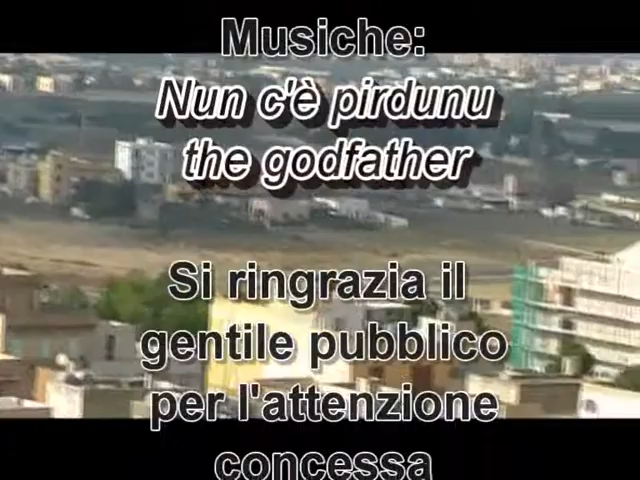 Musiche:
Nun c'è pirdunu
the godfather
Si ringrazia il
gentile pubblico
per l'attenzione
concessa